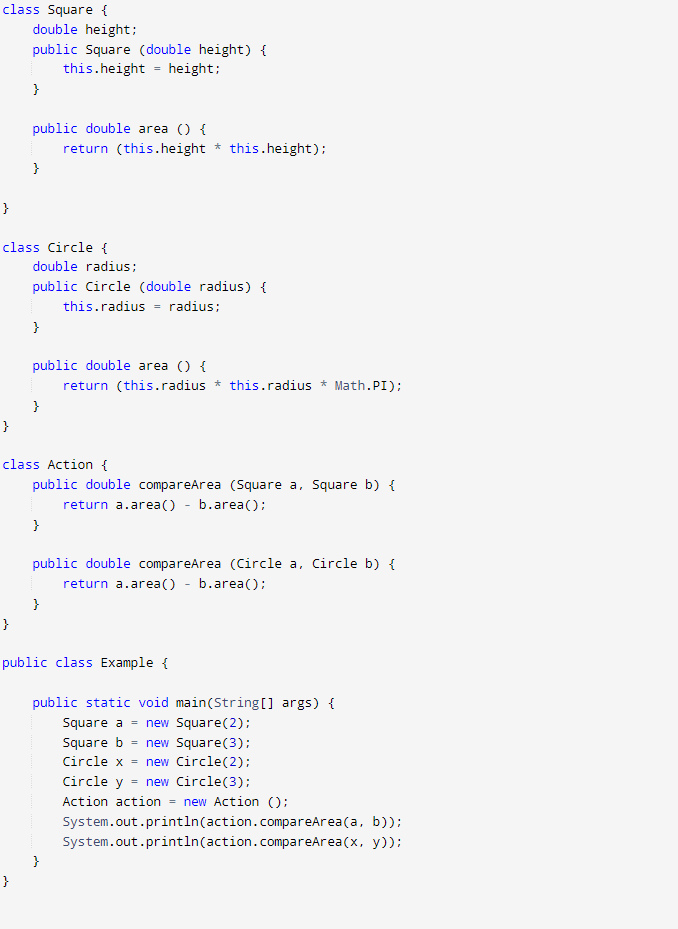 class Square {
    double height;
    public Square (double height) {
        this.height = height;
    }

    public double area () {
        return (this.height * this.height);
    }

}

class Circle {
    double radius;
    public Circle (double radius) {
        this.radius = radius;
    }

    public double area () {
        return (this.radius * this.radius * Math.PI);
    }
}

class Action {
    public double compareArea (Square a, Square b) {
        return a.area() - b.area();
    }

    public double compareArea (Circle a, Circle b) {
        return a.area() - b.area();
    }
}

public class Example {

    public static void main(String[] args) {
        Square a = new Square(2);
        Square b = new Square(3);
        Circle x = new Circle(2);
        Circle y = new Circle(3);
        Action action = new Action ();
        System.out.println(action.compareArea(a, b));
        System.out.println(action.compareArea(x, y));
    }
}